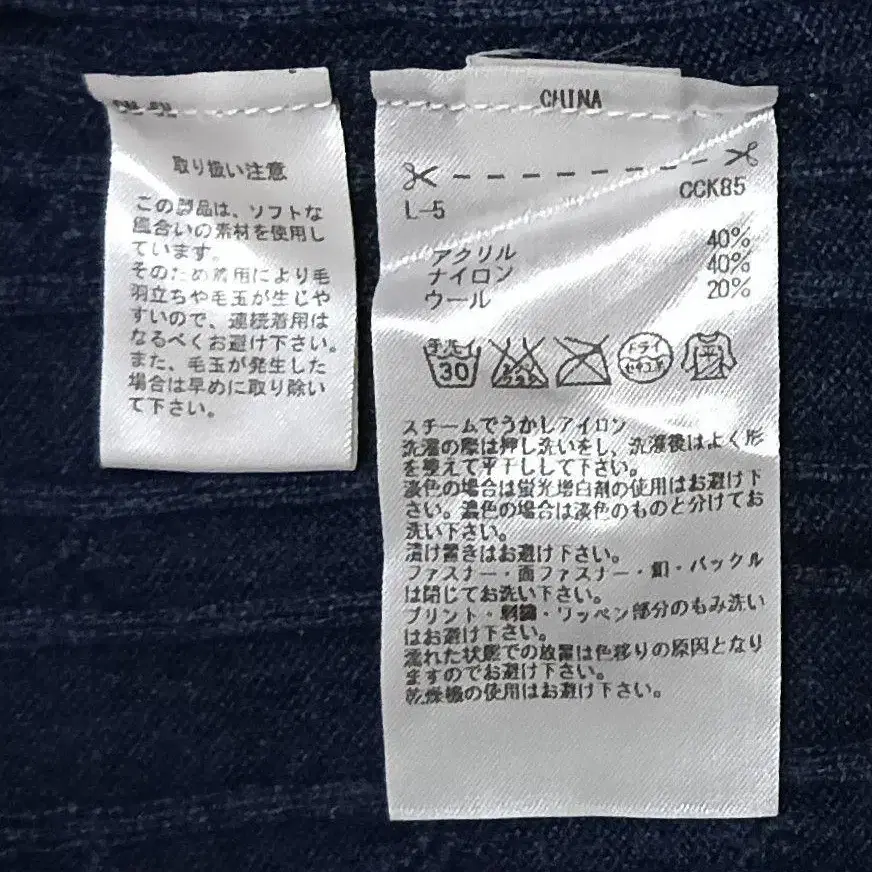 取り扱い注意
この製品は、ソフトな
風合いの素材を使用し
ています。
そのため着用により毛
羽立ちや毛玉が生じや
すいので、連続着用は
なるべくお避け下さい。
また、毛玉が発生した
場合は早めに取り除い
て下さい。
CHINA
L-5 CCK85
アクリル 40%
ナイロン 40%
ウール 20%
手洗イ
30
ドライ
セキユ系
平
スチームでうかしアイロン
洗濯の際は押し洗いをし、洗濯後はよく形
を整えて平干しして下さい。
淡色の場合は蛍光増白剤の使用はお避け下
さい。濃色の場合は淡色のものと分けてお
洗い下さい。
漬け置きはお避け下さい。
ファスナー・面ファスナー・釦・バックル
は閉じてお洗い下さい。
プリント・刺繍・ワッペン部分のもみ洗い
はお避け下さい。
濡れた状態での放置は色移りの原因となり
ますのでお避け下さい。
乾燥機の使用はお避け下さい。